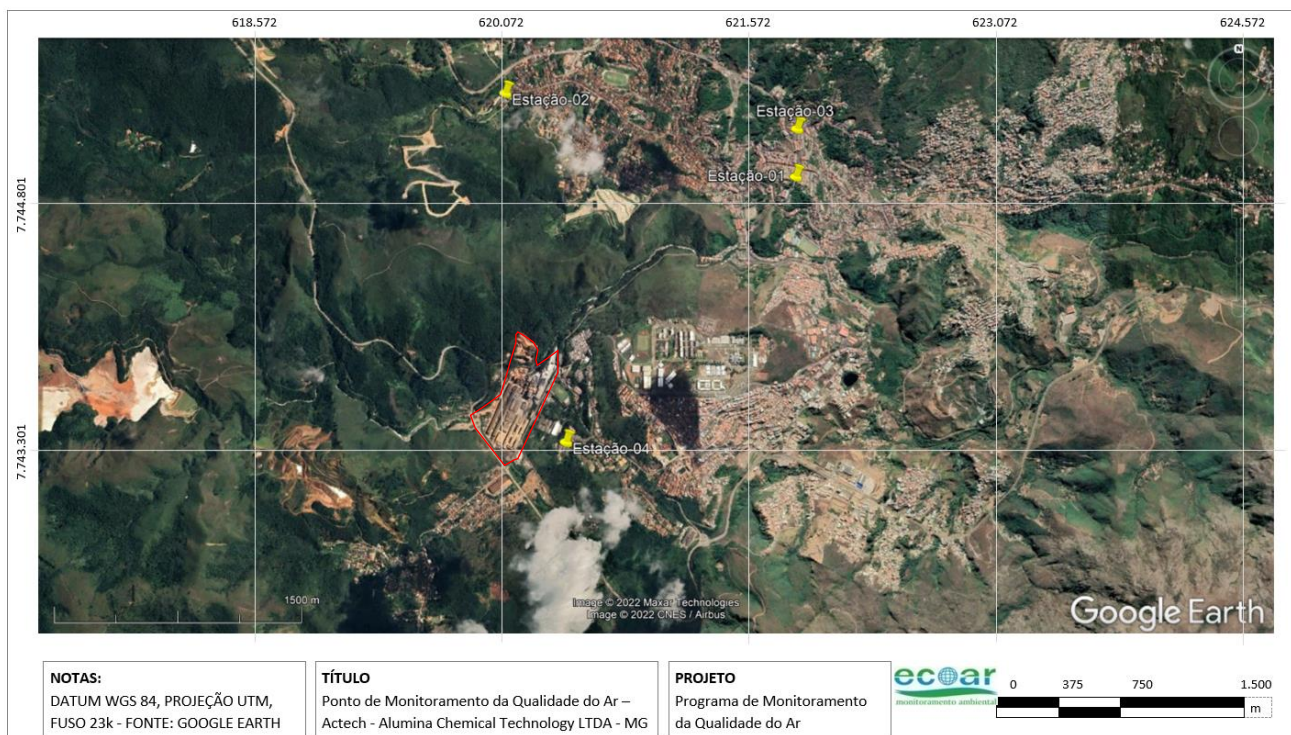 618.572
620.072
621.572
623.072
624.572
N
Estação-02
Estação-03
Estação-01
7.744.801
7.743.301
Estação-04
1500 m
Image © 2022 Maxar Technologies
Image © 2022 CNES / Airbus
Google Earth
NOTAS:
DATUM WGS 84, PROJEÇÃO UTM,
FUSO 23k - FONTE: GOOGLE EARTH
TÍTULO
Ponto de Monitoramento da Qualidade do Ar –
Actech - Alumina Chemical Technology LTDA - MG
PROJETO
Programa de Monitoramento
da Qualidade do Ar
ecoar
monitoramento ambiental
0
375
750
1.500
m